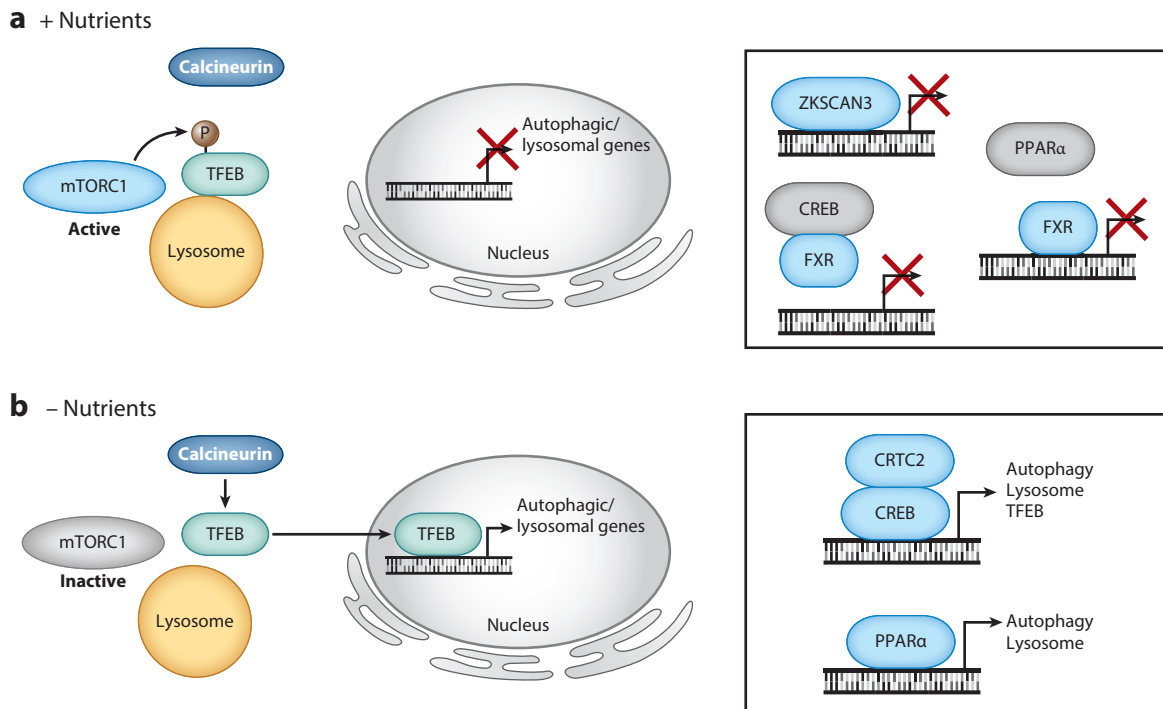 a + Nutrients
Calcineurin
P
TFEB
mTORC1
Active
Lysosome
Autophagic/
lysosomal genes
Nucleus
ZKSCAN3
PPARα
CREB
FXR
FXR
b – Nutrients
Calcineurin
TFEB
mTORC1
Inactive
Lysosome
TFEB
Autophagic/
lysosomal genes
Nucleus
CRTC2
CREB
Autophagy
Lysosome
TFEB
PPARα
Autophagy
Lysosome